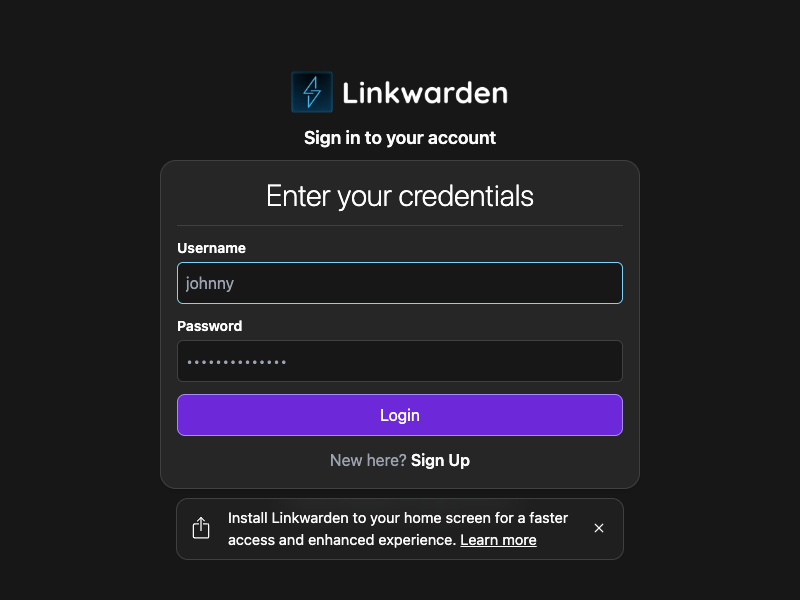 Linkwarden
Sign in to your account
Enter your credentials
Username
johnny
Password
••••••••••••••
Login
New here? Sign Up
Install Linkwarden to your home screen for a faster
access and enhanced experience. Learn more